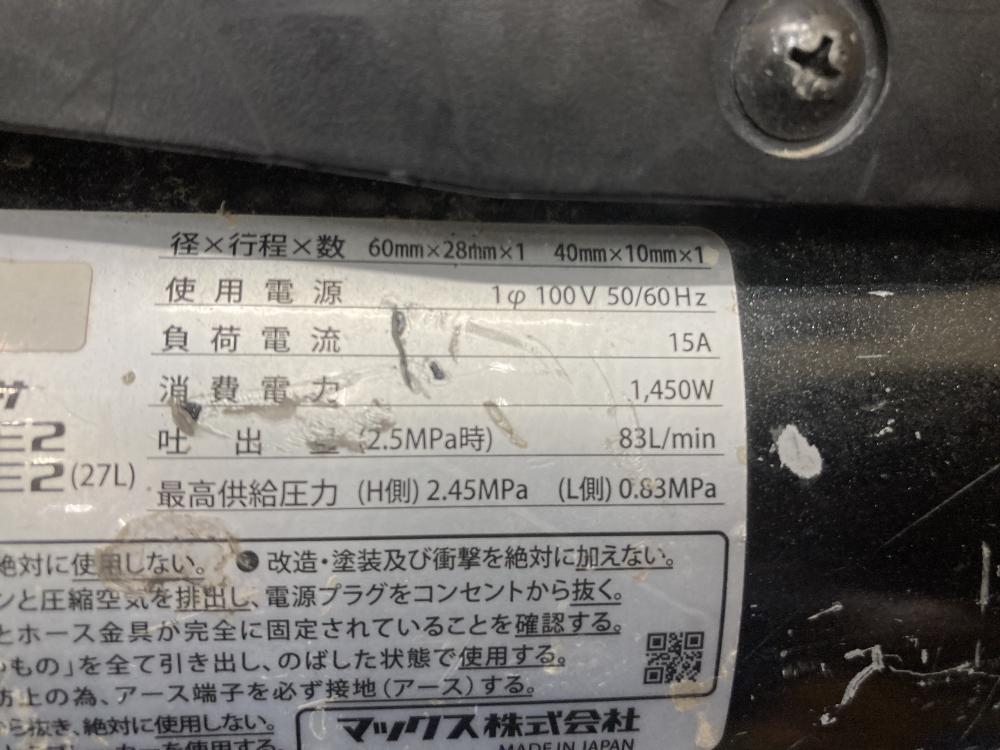 径×行程×数 60mm×28mm×1 40mm×10mm×1
使用電源 1φ 100V 50/60Hz
負荷電流 15A
消費電力 1,450W
吐出量 (2.5MPa時) 83L/min
最高供給圧力 (H側) 2.45MPa (L側) 0.83MPa
E2
E2(27L)
絶対に使用しない。 ● 改造・塗装及び衝撃を絶対に加えない。
ンと圧縮空気を排出し、電源プラグをコンセントから抜く。
とホース金具が完全に固定されていることを確認する。
いもの」を全て引き出し、のばした状態で使用する。
防止の為、アース端子を必ず接地(アース)する。
から抜き、絶対に使用しない。
を使用する。
マックス株式会社
MADE IN JAPAN